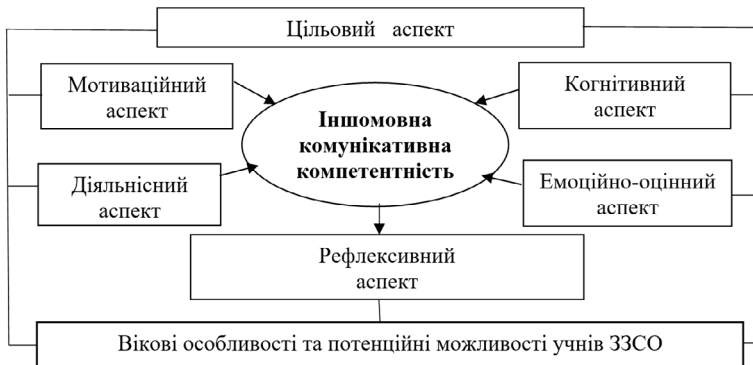 Цільовий аспект
Мотиваційний
аспект
Когнітивний
аспект
Іншомовна
комунікативна
компетентність
Діяльнісний
аспект
Емоційно-оцінний
аспект
Рефлексивний
аспект
Вікові особливості та потенційні можливості учнів ЗЗСО